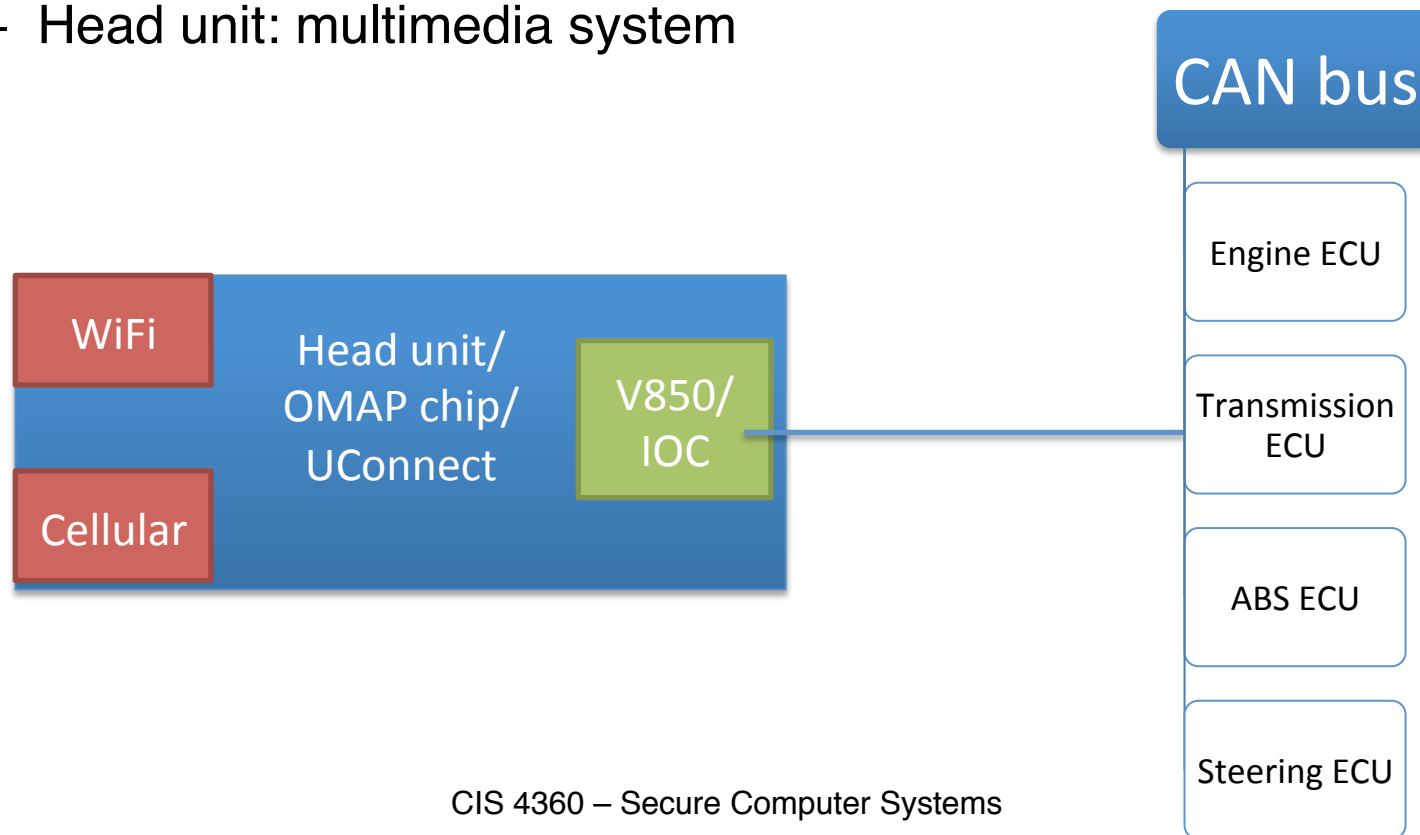 - Head unit: multimedia system
CAN bus
WiFi
Cellular
Head unit/
OMAP chip/
UConnect
V850/
IOC
Engine ECU
Transmission
ECU
ABS ECU
Steering ECU
CIS 4360 – Secure Computer Systems